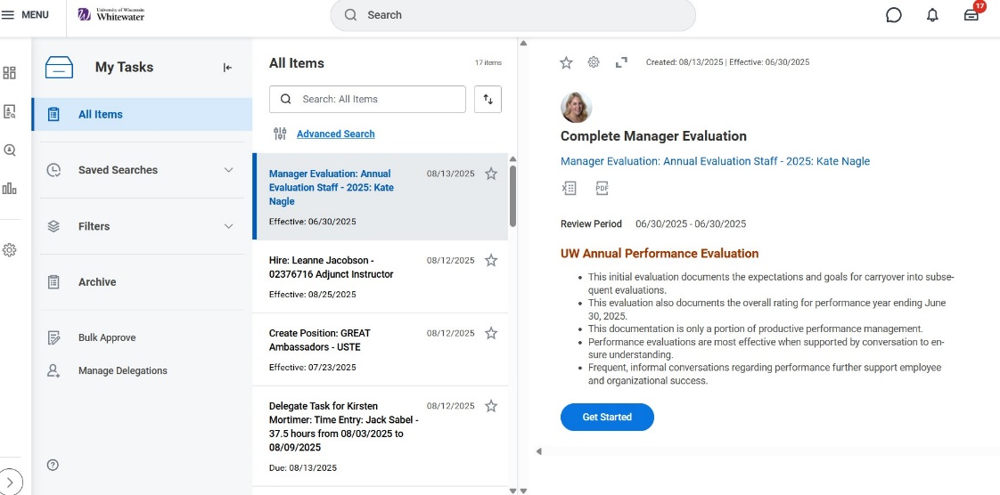 MENU
University of Wisconsin
Whitewater
Search
17
My Tasks
All Items
Saved Searches
Filters
Archive
Bulk Approve
Manage Delegations
All Items
17 items
Search: All Items
Advanced Search
Manager Evaluation: Annual
Evaluation Staff - 2025: Kate
Nagle
08/13/2025
Effective: 06/30/2025
Hire: Leanne Jacobson -
02376716 Adjunct Instructor
08/12/2025
Effective: 08/25/2025
Create Position: GREAT
Ambassadors - USTE
08/12/2025
Effective: 07/23/2025
Delegate Task for Kirsten
Mortimer: Time Entry: Jack Sabel -
37.5 hours from 08/03/2025 to
08/09/2025
08/12/2025
Due: 08/13/2025
Created: 08/13/2025 | Effective: 06/30/2025
Complete Manager Evaluation
Manager Evaluation: Annual Evaluation Staff - 2025: Kate Nagle
PDF
Review Period 06/30/2025 - 06/30/2025
UW Annual Performance Evaluation
• This initial evaluation documents the expectations and goals for carryover into subse-
quent evaluations.
• This evaluation also documents the overall rating for performance year ending June
30, 2025.
• This documentation is only a portion of productive performance management.
• Performance evaluations are most effective when supported by conversation to en-
sure understanding.
• Frequent, informal conversations regarding performance further support employee
and organizational success.
Get Started